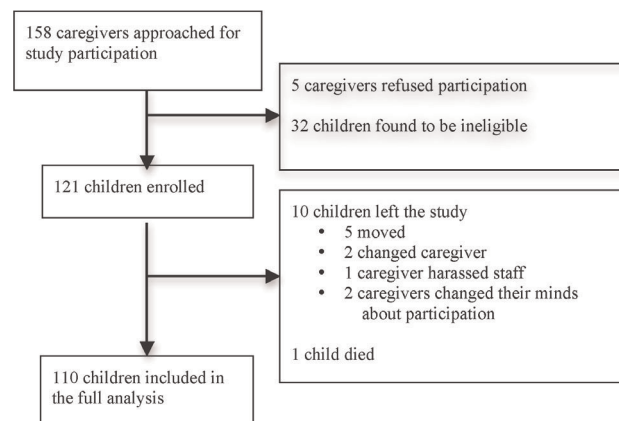 158 caregivers approached for
study participation
5 caregivers refused participation
32 children found to be ineligible
121 children enrolled
10 children left the study
• 5 moved
• 2 changed caregiver
• 1 caregiver harassed staff
• 2 caregivers changed their minds
about participation
1 child died
110 children included in
the full analysis